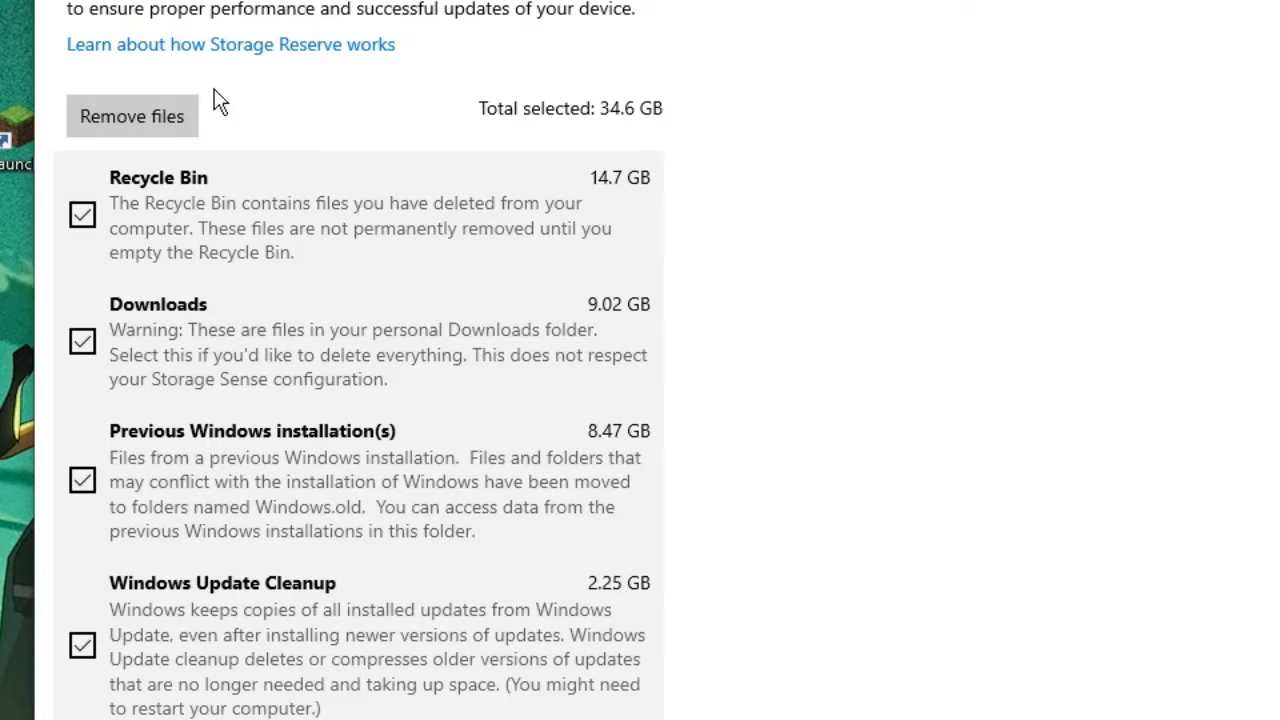 to ensure proper performance and successful updates of your device.
Learn about how Storage Reserve works
Remove files
Total selected: 34.6 GB
aunc
Recycle Bin 14.7 GB
The Recycle Bin contains files you have deleted from your
computer. These files are not permanently removed until you
empty the Recycle Bin.
Downloads 9.02 GB
Warning: These are files in your personal Downloads folder.
Select this if you'd like to delete everything. This does not respect
your Storage Sense configuration.
Previous Windows installation(s) 8.47 GB
Files from a previous Windows installation.  Files and folders that
may conflict with the installation of Windows have been moved
to folders named Windows.old.  You can access data from the
previous Windows installations in this folder.
Windows Update Cleanup 2.25 GB
Windows keeps copies of all installed updates from Windows
Update, even after installing newer versions of updates. Windows
Update cleanup deletes or compresses older versions of updates
that are no longer needed and taking up space. (You might need
to restart your computer.)